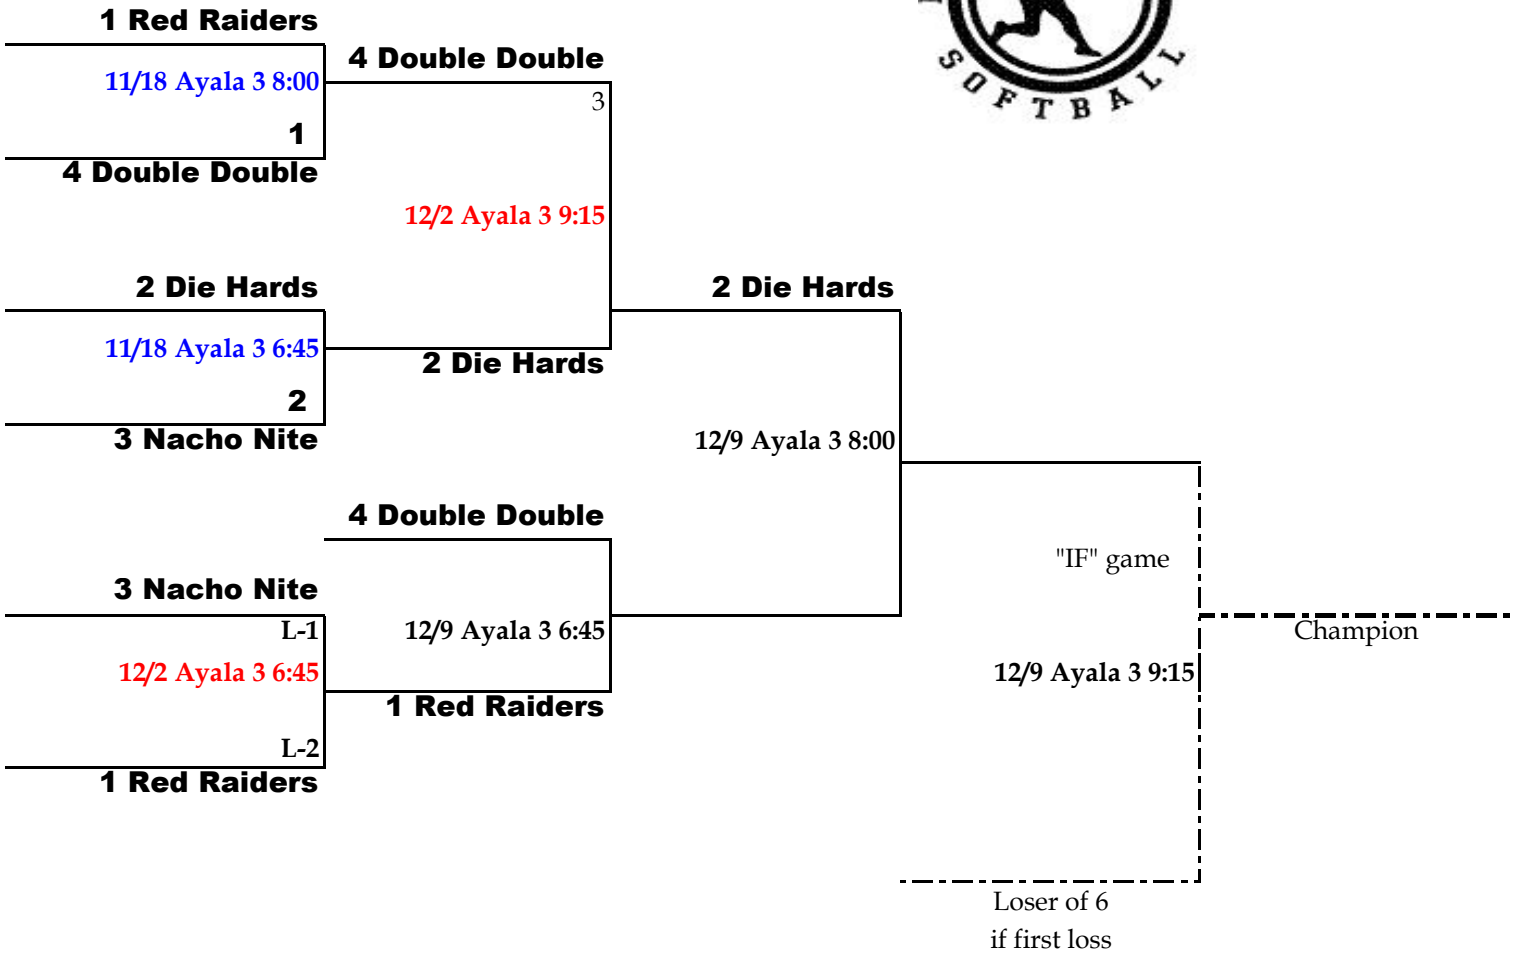 1 Red Raiders
SOFTBALL
4 Double Double
11/18 Ayala 3 8:00
3
1
4 Double Double
12/2 Ayala 3 9:15
2 Die Hards
2 Die Hards
11/18 Ayala 3 6:45
2 Die Hards
2
3 Nacho Nite
12/9 Ayala 3 8:00
4 Double Double
"IF" game
3 Nacho Nite
L-1
12/9 Ayala 3 6:45
Champion
12/2 Ayala 3 6:45
12/9 Ayala 3 9:15
1 Red Raiders
L-2
1 Red Raiders
Loser of 6
if first loss